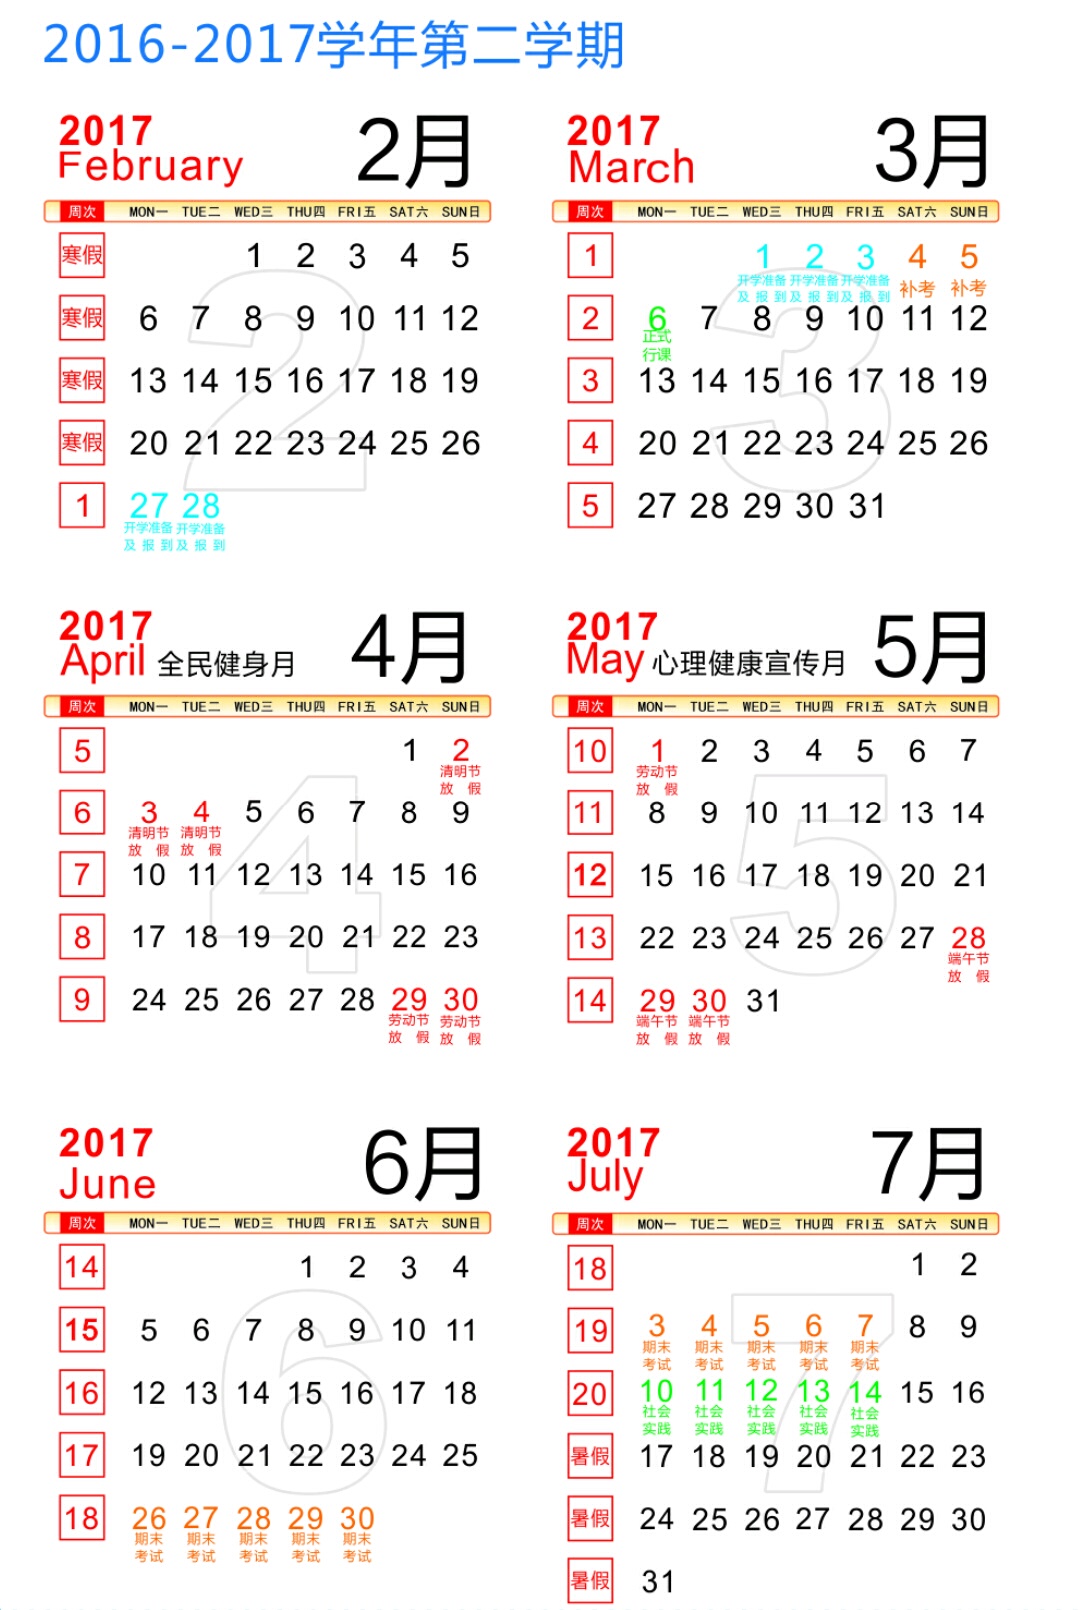 2016-2017学年第二学期
2017
February 2月
周次 MON一 TUE二 WED三 THU四 FRI五 SAT六 SUN日
寒假 1 2 3 4 5
寒假 6 7 8 9 10 11 12
寒假 13 14 15 16 17 18 19
寒假 20 21 22 23 24 25 26
1 27 28
开学准备 开学准备
及报到 及报到
2
2017
March 3月
周次 MON一 TUE二 WED三 THU四 FRI五 SAT六 SUN日
1 1 2 3 4 5
开学准备 开学准备 开学准备 补考 补考
及报到 及报到 及报到
2 6 7 8 9 10 11 12
正式
行课
3 13 14 15 16 17 18 19
4 20 21 22 23 24 25 26
5 27 28 29 30 31
3
2017
April 全民健身月 4月
周次 MON一 TUE二 WED三 THU四 FRI五 SAT六 SUN日
5 1 2
清明节
放假
6 3 4 5 6 7 8 9
清明节 清明节
放假 放假
7 10 11 12 13 14 15 16
8 17 18 19 20 21 22 23
9 24 25 26 27 28 29 30
劳动节 劳动节
放假 放假
4
2017
May 心理健康宣传月 5月
周次 MON一 TUE二 WED三 THU四 FRI五 SAT六 SUN日
10 1 2 3 4 5 6 7
劳动节
放假
11 8 9 10 11 12 13 14
12 15 16 17 18 19 20 21
13 22 23 24 25 26 27 28
端午节
放假
14 29 30 31
端午节 端午节
放假 放假
5
2017
June 6月
周次 MON一 TUE二 WED三 THU四 FRI五 SAT六 SUN日
14 1 2 3 4
15 5 6 7 8 9 10 11
16 12 13 14 15 16 17 18
17 19 20 21 22 23 24 25
18 26 27 28 29 30
期末 期末 期末 期末 期末
考试 考试 考试 考试 考试
6
2017
July 7月
周次 MON一 TUE二 WED三 THU四 FRI五 SAT六 SUN日
18 1 2
19 3 4 5 6 7 8 9
期末 期末 期末 期末 期末
考试 考试 考试 考试 考试
20 10 11 12 13 14 15 16
社会 社会 社会 社会 社会
实践 实践 实践 实践 实践
暑假 17 18 19 20 21 22 23
暑假 24 25 26 27 28 29 30
暑假 31
7